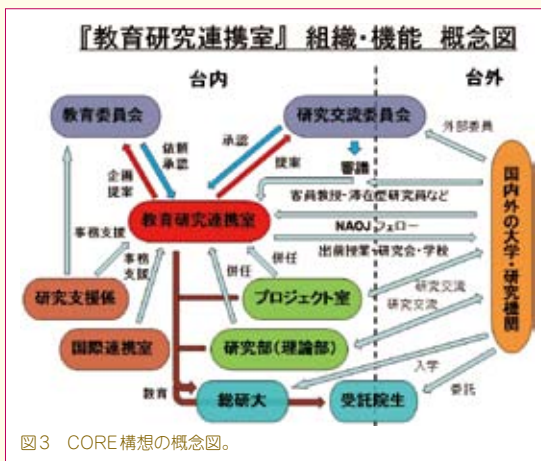 『教育研究連携室』 組織・機能 概念図
台内
台外
教育委員会
研究交流委員会
外部委員
依頼
承認
承認
提案
審議
企画
提案
客員教授・滞在型研究員など
教育研究連携室
NAOJフェロー
国内外の大学・研究機関
事務支援
出前授業・研究会・学校
事務
支援
併任
併任
研究支援係
プロジェクト室
研究交流
研究交流
国際連携室
研究部(理論部)
入学
教育
総研大
受託院生
委託
図3 CORE構想の概念図。